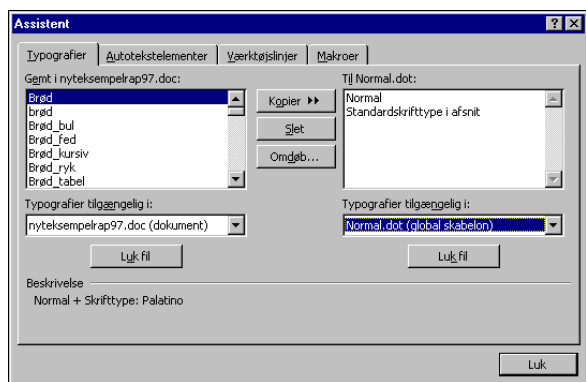 Assistent
Typografier Autotekstelementer Værktøjslinjer Makroer
Gemt i nyteksempelrap97.doc: Til Normal.dot:
Brød
brød
Brød_bul
Brød_fed
Brød_kursiv
Brød_ryk
Brød_tabel
Kopier
Slet
Omdøb...
Normal
Standardskrifttype i afsnit
Typografier tilgængelig i: Typografier tilgængelig i:
nyteksempelrap97.doc (dokument) Normal.dot (global skabelon)
Luk fil Luk fil
Beskrivelse
Normal + Skrifttype: Palatino
Luk